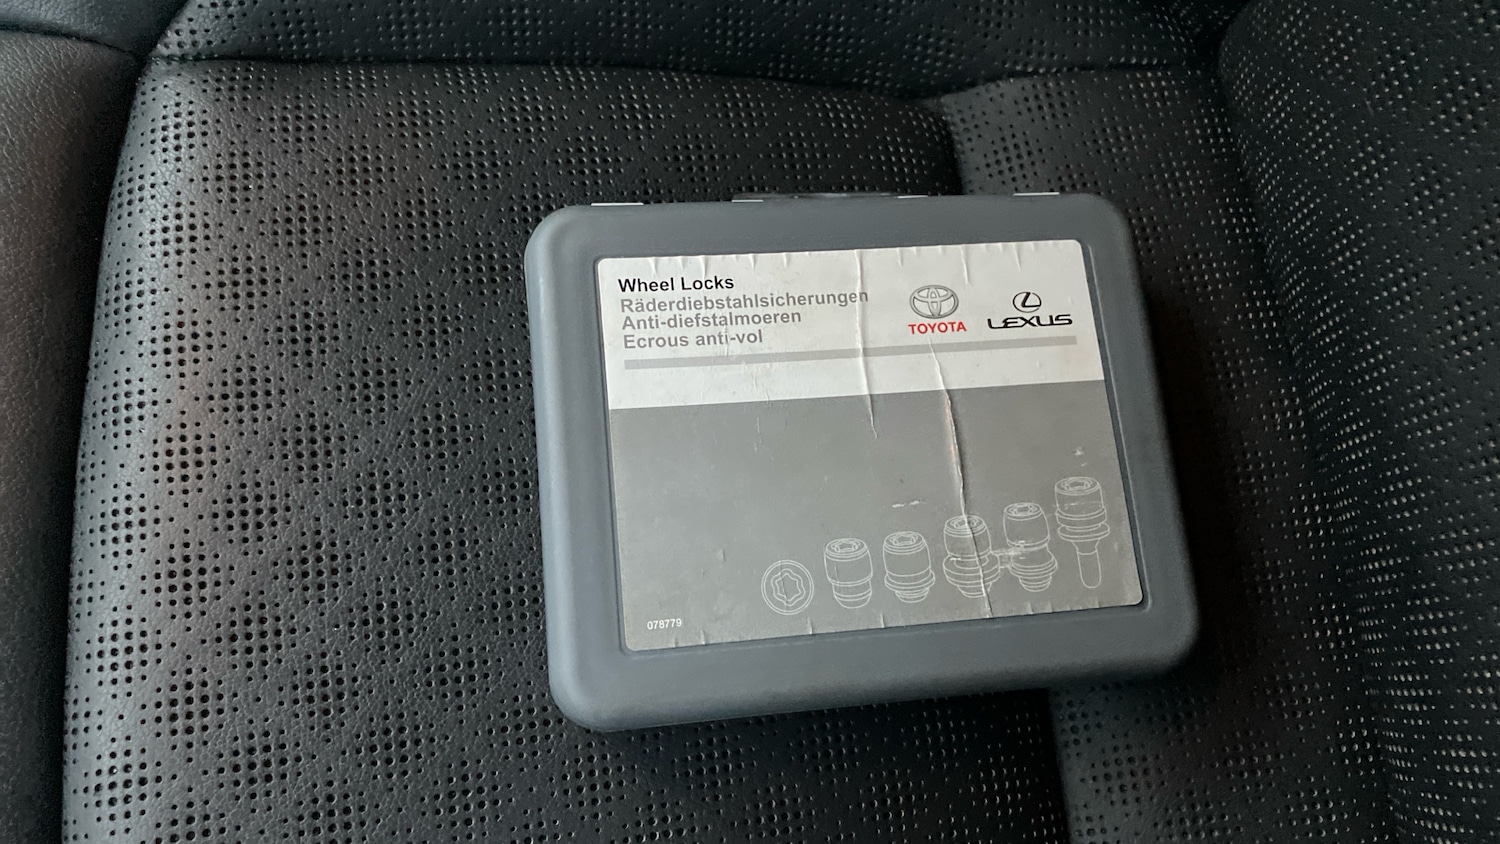 Wheel Locks
Räderdiebstahlsicherungen
Anti-diefstalmoeren
Ecrous anti-vol
TOYOTA
LEXUS
078779